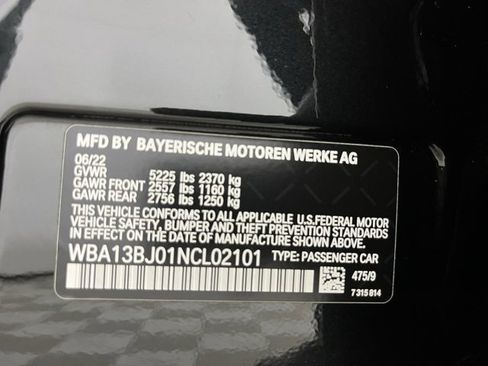 MFD BY BAYERISCHE MOTOREN WERKE AG
06/22
GVWR 5225 lbs 2370 kg
GAWR FRONT 2557 lbs 1160 kg
GAWR REAR 2756 lbs 1250 kg
THIS VEHICLE CONFORMS TO ALL APPLICABLE U.S.FEDERAL MOTOR
VEHICLE SAFETY, BUMPER AND THEFT PREVENTION STANDARDS
IN EFFECT ON THE DATE OF MANUFACTURE SHOWN ABOVE.
WBA13BJ01NCL02101 TYPE: PASSENGER CAR
475/9
7 315 814